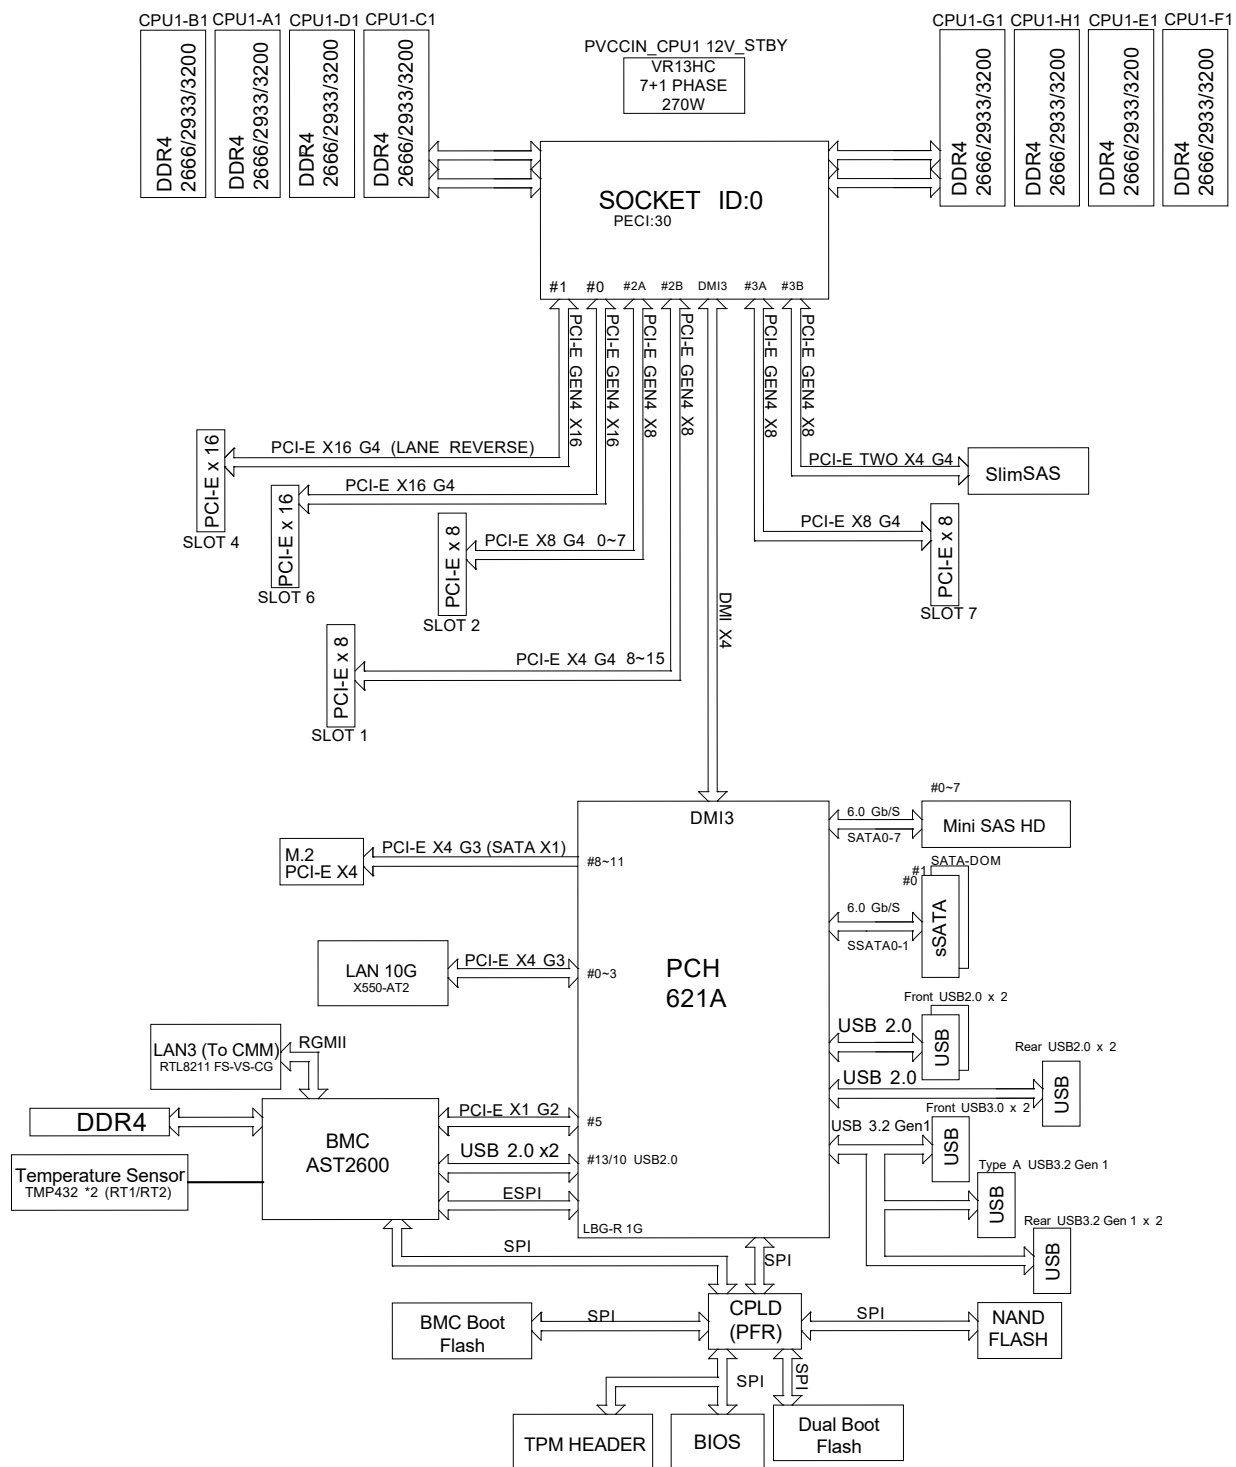 CPU1-B1 CPU1-A1 CPU1-D1 CPU1-C1
CPU1-G1 CPU1-H1 CPU1-E1 CPU1-F1
DDR4
2666/2933/3200
DDR4
2666/2933/3200
DDR4
2666/2933/3200
DDR4
2666/2933/3200
PVCCIN_CPU1 12V_STBY
VR13HC
7+1 PHASE
270W
DDR4
2666/2933/3200
DDR4
2666/2933/3200
DDR4
2666/2933/3200
DDR4
2666/2933/3200
SOCKET ID:0
PECI:30
#1 #0 #2A #2B DMI3 #3A #3B
PCI-E GEN4 X16
PCI-E GEN4 X16
PCI-E GEN4 X8
PCI-E GEN4 X8
PCI-E GEN4 X8
PCI-E GEN4 X8
PCI-E X16 G4 (LANE REVERSE)
PCI-E x 16
SLOT 4
PCI-E X16 G4
PCI-E x 16
SLOT 6
PCI-E X8 G4 0~7
PCI-E x 8
SLOT 2
PCI-E X4 G4 8~15
PCI-E x 8
SLOT 1
PCI-E TWO X4 G4
SlimSAS
PCI-E X8 G4
PCI-E x 8
SLOT 7
DMI X4
DMI3
PCH
621A
LBG-R 1G
M.2
PCI-E X4
PCI-E X4 G3 (SATA X1)
#8~11
LAN 10G
X550-AT2
PCI-E X4 G3
#0~3
LAN3 (To CMM)
RTL8211 FS-VS-CG
RGMII
DDR4
BMC
AST2600
Temperature Sensor
TMP432 *2 (RT1/RT2)
PCI-E X1 G2
#5
USB 2.0 x2
#13/10 USB2.0
ESPI
#0~7
6.0 Gb/S
SATA0-7
Mini SAS HD
SATA-DOM
#1
#0
6.0 Gb/S
SSATA0-1
sSATA
Front USB2.0 x 2
USB 2.0
USB
Rear USB2.0 x 2
USB 2.0
USB
Front USB3.0 x 2
USB 3.2 Gen1
USB
Type A USB3.2 Gen 1
USB
Rear USB3.2 Gen 1 x 2
USB
SPI
SPI
CPLD
(PFR)
BMC Boot
Flash
SPI
SPI
NAND
FLASH
SPI
SPI
TPM HEADER
BIOS
Dual Boot
Flash